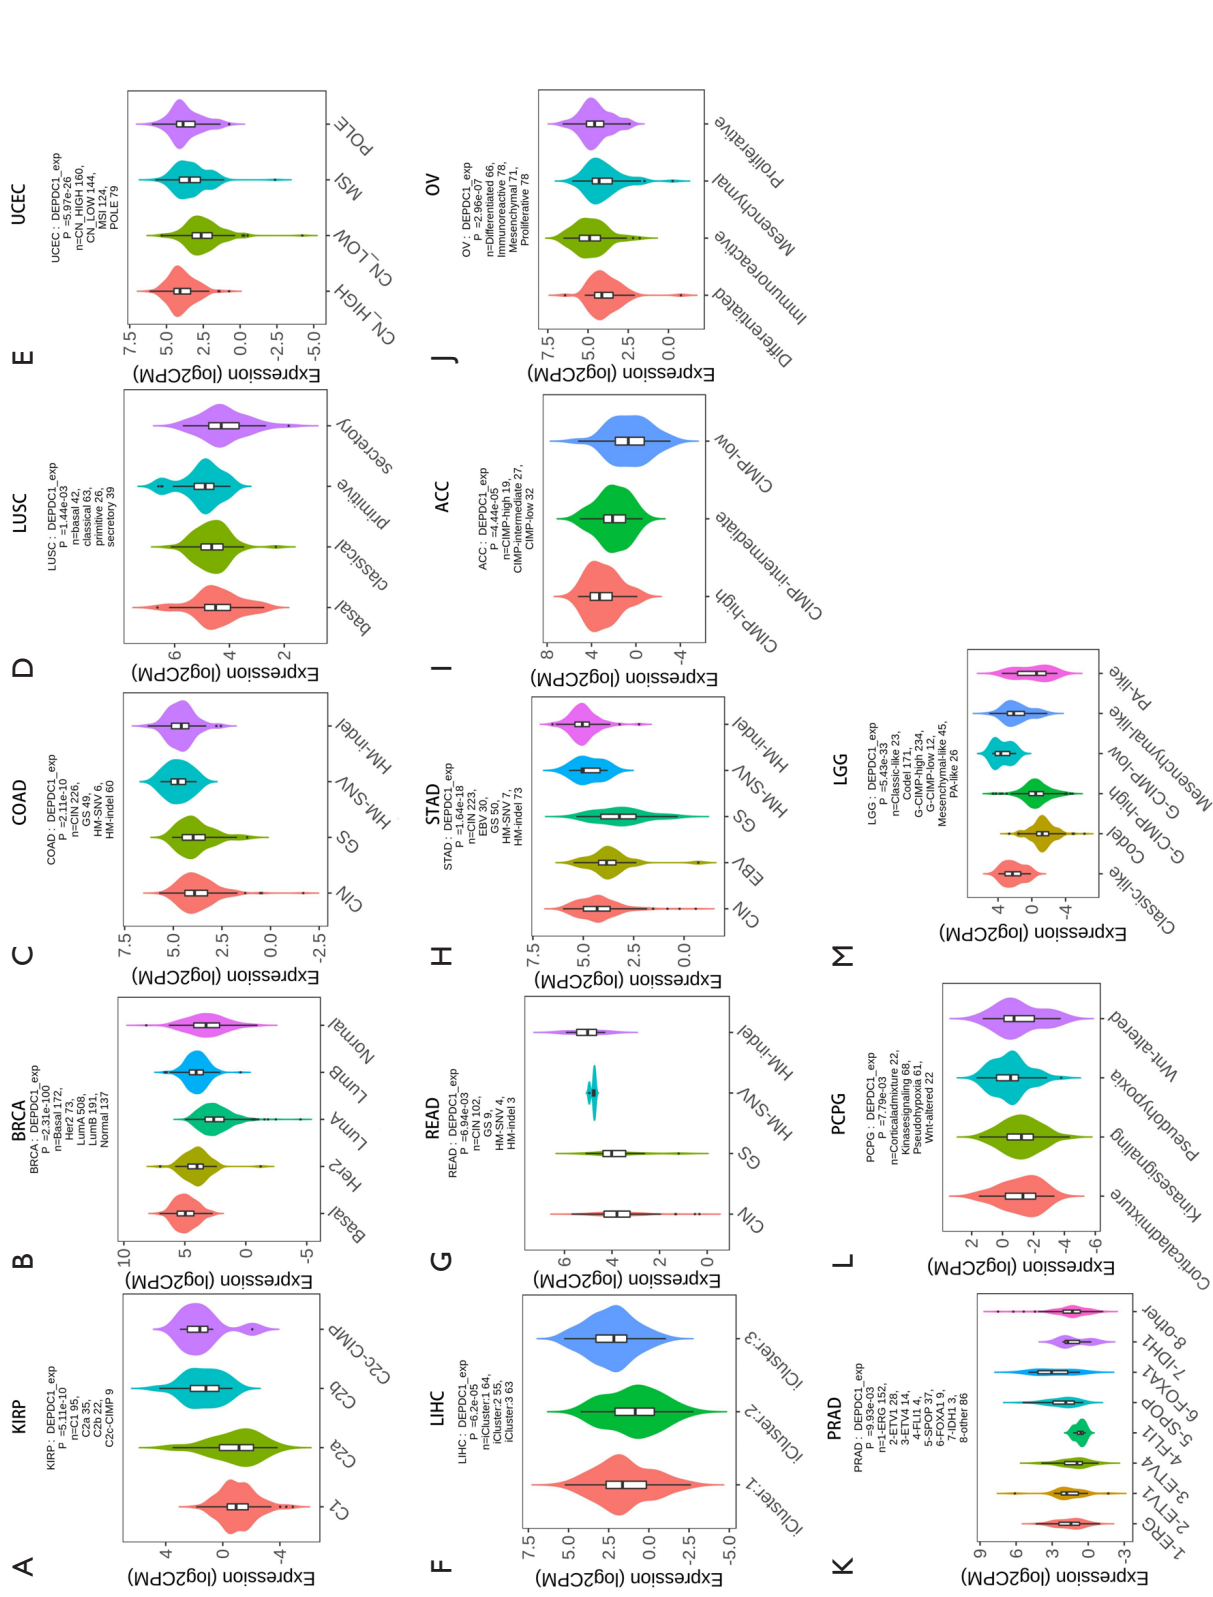 A
KIRP
KIRP : DEPDC1_exp
P =5.11e-10
n=C1 95,
C2a 35,
C2b 22,
C2c-CIMP 9
Expression (log2CPM)
4
0
-4
C1
C2a
C2b
C2c-CIMP
B
BRCA
BRCA : DEPDC1_exp
P =2.31e-100
n=Basal 172,
Her2 73,
LumA 508,
LumB 191,
Normal 137
Expression (log2CPM)
10
5
0
-5
Basal
Her2
LumA
LumB
Normal
C
COAD
COAD : DEPDC1_exp
P =2.11e-10
n=CIN 226,
GS 49,
HM-SNV 6,
HM-indel 60
Expression (log2CPM)
7.5
5.0
2.5
0.0
-2.5
CIN
GS
HM-SNV
HM-indel
D
LUSC
LUSC : DEPDC1_exp
P =1.44e-03
n=basal 42,
classical 63,
primitive 26,
secretory 39
Expression (log2CPM)
6
4
2
basal
classical
primitive
secretory
E
UCEC
UCEC : DEPDC1_exp
P =5.97e-26
n=CN_HIGH 160,
CN_LOW 144,
MSI 124,
POLE 79
Expression (log2CPM)
7.5
5.0
2.5
0.0
-2.5
-5.0
CN_HIGH
CN_LOW
MSI
POLE
F
LIHC
LIHC : DEPDC1_exp
P =6.2e-05
n=iCluster:1 64,
iCluster:2 55,
iCluster:3 63
Expression (log2CPM)
7.5
5.0
2.5
0.0
-2.5
-5.0
iCluster:1
iCluster:2
iCluster:3
G
READ
READ : DEPDC1_exp
P =6.94e-03
n=CIN 102,
GS 9,
HM-SNV 4,
HM-indel 3
Expression (log2CPM)
6
4
2
0
CIN
GS
HM-SNV
HM-indel
H
STAD
STAD : DEPDC1_exp
P =1.64e-18
n=CIN 223,
EBV 30,
GS 50,
HM-SNV 7,
HM-indel 73
Expression (log2CPM)
7.5
5.0
2.5
0.0
CIN
EBV
GS
HM-SNV
HM-indel
I
ACC
ACC : DEPDC1_exp
P =4.44e-05
n=CIMP-high 19,
CIMP-intermediate 27,
CIMP-low 32
Expression (log2CPM)
8
4
0
-4
CIMP-high
CIMP-intermediate
CIMP-low
J
OV
OV : DEPDC1_exp
P =2.96e-07
n=Differentiated 66,
Immunoreactive 78,
Mesenchymal 71,
Proliferative 78
Expression (log2CPM)
7.5
5.0
2.5
0.0
Differentiated
Immunoreactive
Mesenchymal
Proliferative
K
PRAD
PRAD : DEPDC1_exp
P =9.93e-03
n=1-ERG 152,
2-ETV1 28,
3-ETV4 14,
4-FLI1 4,
5-SPOP 37,
6-FOXA1 9,
7-IDH1 3,
8-other 86
Expression (log2CPM)
9
6
3
0
-3
1-ERG
2-ETV1
3-ETV4
4-FLI1
5-SPOP
6-FOXA1
7-IDH1
8-other
L
PCPG
PCPG : DEPDC1_exp
P =7.79e-03
n=Corticaladmixture 22,
Kinasesignaling 68,
Pseudohypoxia 61,
Wnt-altered 22
Expression (log2CPM)
2
0
-2
-4
-6
Corticaladmixture
Kinasesignaling
Pseudohypoxia
Wnt-altered
M
LGG
LGG : DEPDC1_exp
P =5.43e-33
n=Classic-like 23,
Codel 171,
G-CIMP-high 234,
G-CIMP-low 12,
Mesenchymal-like 45,
PA-like 26
Expression (log2CPM)
4
0
-4
Classic-like
Codel
G-CIMP-high
G-CIMP-low
Mesenchymal-like
PA-like